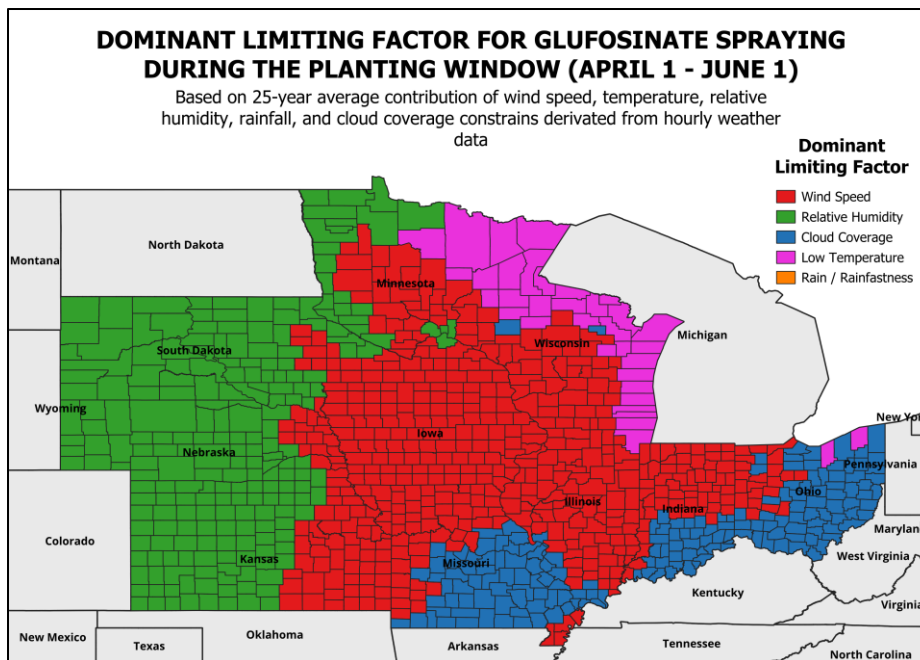 DOMINANT LIMITING FACTOR FOR GLUFOSINATE SPRAYING
DURING THE PLANTING WINDOW (APRIL 1 - JUNE 1)
Based on 25-year average contribution of wind speed, temperature, relative
humidity, rainfall, and cloud coverage constrains derivated from hourly weather
data
Dominant
Limiting Factor
Wind Speed
Relative Humidity
Cloud Coverage
Low Temperature
Rain / Rainfastness
North Dakota
Montana
Minnesota
Michigan
Wisconsin
South Dakota
Wyoming
New York
Iowa
Nebraska
Pennsylvania
Ohio
Illinois
Indiana
Maryland
Colorado
West Virginia
Missouri
Kansas
Kentucky
Virginia
New Mexico
Texas
Oklahoma
Arkansas
Tennessee
North Carolina